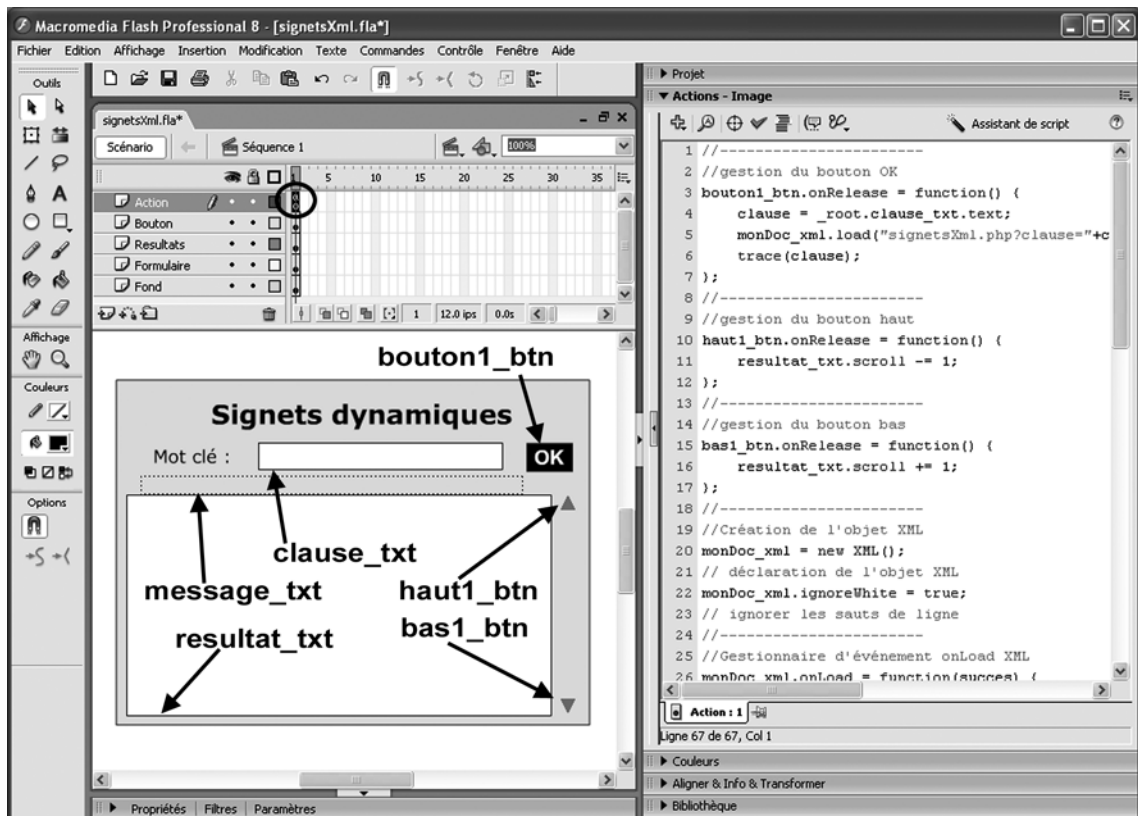 Macromedia Flash Professional 8 - [signetsXml.fla*]
Fichier Edition Affichage Insertion Modification Texte Commandes Contrôle Fenêtre Aide
Outils
Affichage
Couleurs
Options
signetsXml.fla*
Scénario
Séquence 1
100%
1 5 10 15 20 25 30 35
Action
Bouton
Resultats
Formulaire
Fond
1 12.0 ips 0.0s
bouton1_btn
Signets dynamiques
Mot clé :
OK
clause_txt
message_txt
haut1_btn
resultat_txt
bas1_btn
Propriétés Filtres Paramètres
Projet
Actions - Image
Assistant de script
1 //------------------------
2 //gestion du bouton OK
3 bouton1_btn.onRelease = function() {
4 clause = _root.clause_txt.text;
5 monDoc_xml.load("signetsXml.php?clause="+c
6 trace(clause);
7 };
8 //------------------------
9 //gestion du bouton haut
10 haut1_btn.onRelease = function() {
11 resultat_txt.scroll -= 1;
12 };
13 //------------------------
14 //gestion du bouton bas
15 bas1_btn.onRelease = function() {
16 resultat_txt.scroll += 1;
17 };
18 //------------------------
19 //Création de l'objet XML
20 monDoc_xml = new XML();
21 // déclaration de l'objet XML
22 monDoc_xml.ignoreWhite = true;
23 // ignorer les sauts de ligne
24 //------------------------
25 //Gestionnaire d'événement onLoad XML
26 monDoc_xml.onLoad = function(succes) {
Action : 1
Ligne 67 de 67, Col 1
Couleurs
Aligner & Info & Transformer
Bibliothèque